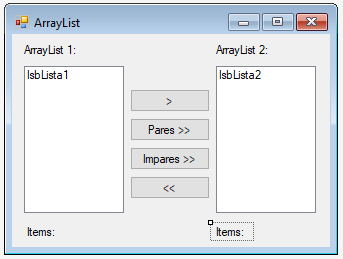 ArrayList
ArrayList 1:
ArrayList 2:
lsbLista1
lsbLista2
>
Pares >>
Impares >>
<<
Items:
Items: